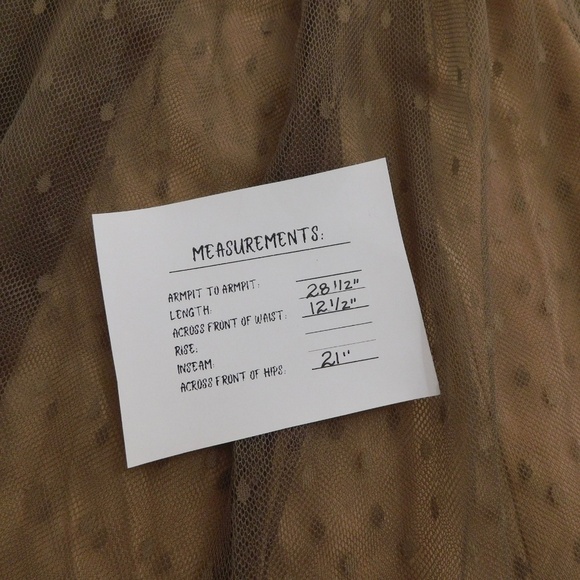 MEASUREMENTS:
ARMPIT TO ARMPIT:
LENGTH: 28 1/2"
ACROSS FRONT OF WAIST: 12 1/2"
RISE:
INSEAM:
ACROSS FRONT OF HIPS: 21"